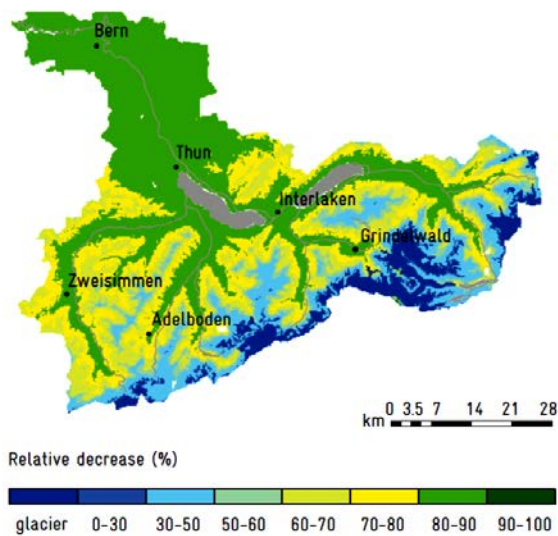 Bern
Thun
Interlaken
Grindelwald
Zweisimmen
Adelboden
0 3.5 7 14 21 28
km
Relative decrease (%)
glacier 0-30 30-50 50-60 60-70 70-80 80-90 90-100